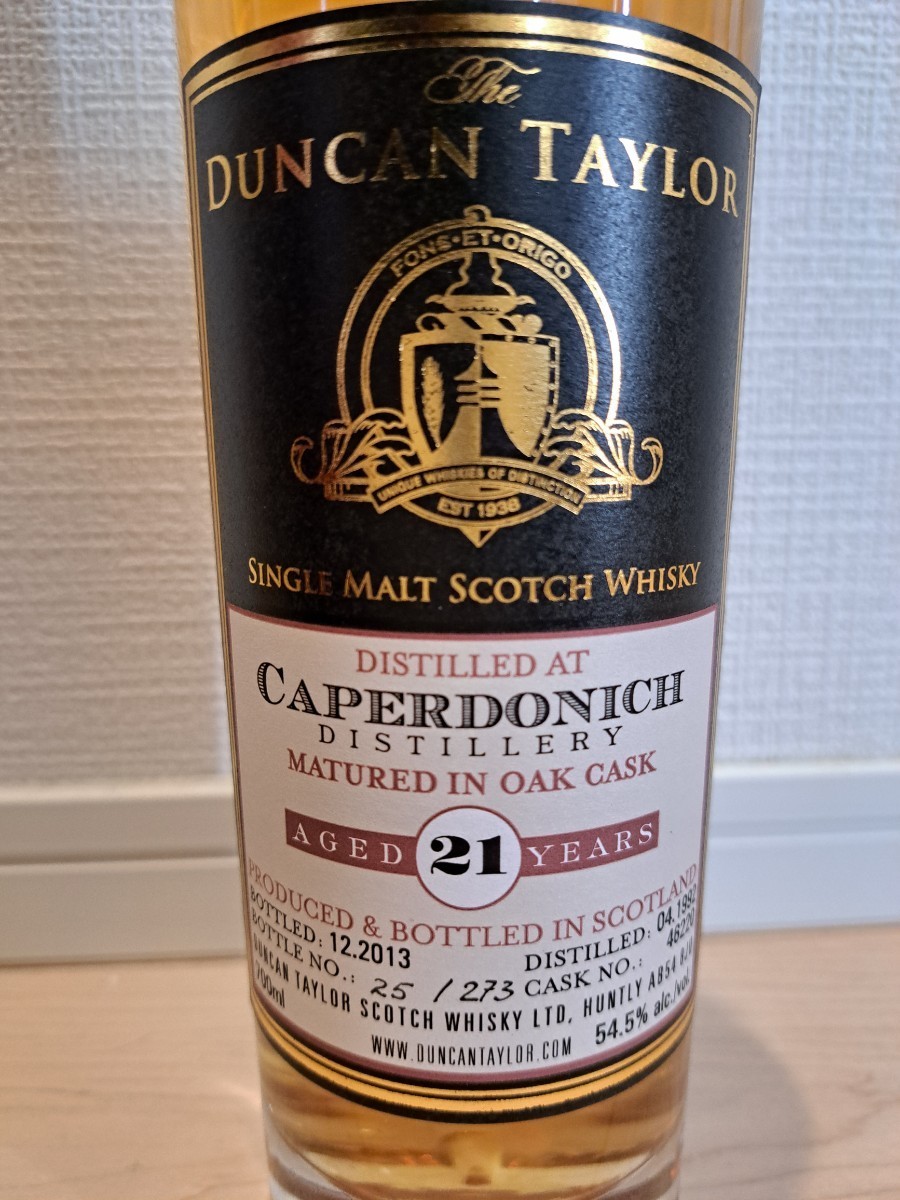 The
DUNCAN TAYLOR
FONS·ET·ORIGO
UNIQUE WHISKIES OF DISTINCTION
EST 1938
SINGLE MALT SCOTCH WHISKY
DISTILLED AT
CAPERDONICH
DISTILLERY
MATURED IN OAK CASK
AGED 21 YEARS
PRODUCED & BOTTLED IN SCOTLAND
BOTTLED: 12.2013 DISTILLED: 04.1992
BOTTLE NO.: 25 / 273 CASK NO.: 46220
DUNCAN TAYLOR SCOTCH WHISKY LTD, HUNTLY AB54 8JU
700ml WWW.DUNCANTAYLOR.COM 54.5% alc./vol.